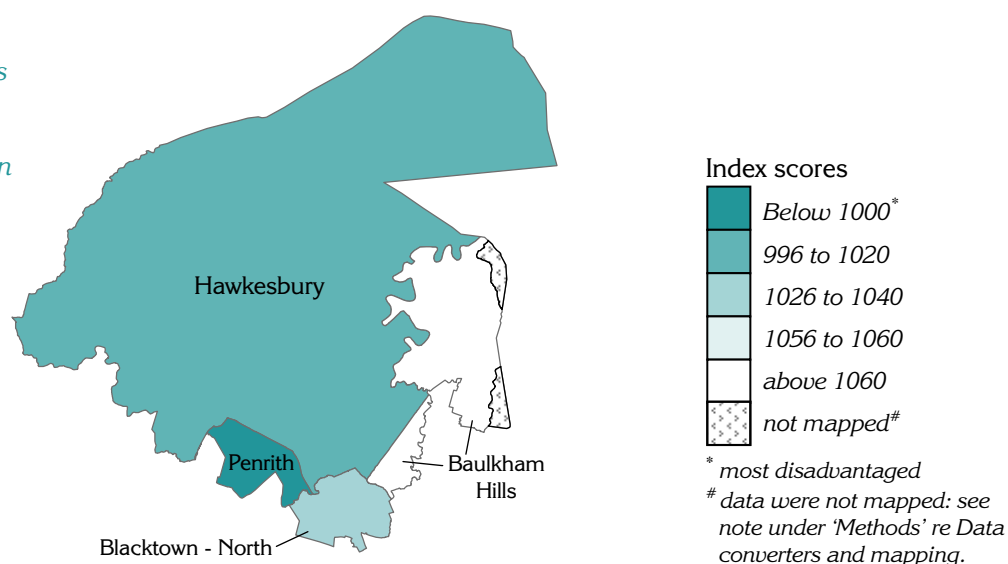 s
n
Hawkesbury
Penrith
Baulkham
Hills
Blacktown - North
Index scores
Below 1000*
996 to 1020
1026 to 1040
1056 to 1060
above 1060
not mapped#
* most disadvantaged
# data were not mapped: see
note under ‘Methods’ re Data
converters and mapping.